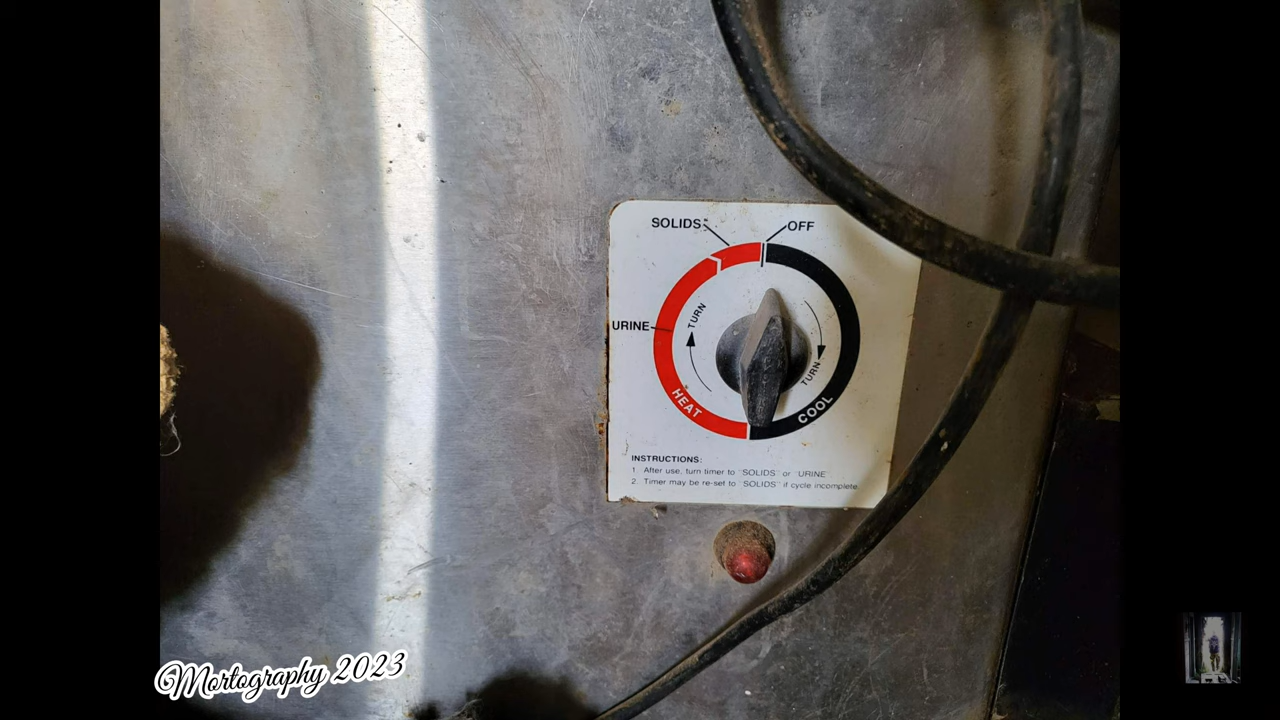 SOLIDS" OFF
TURN
URINE
TURN
HEAT
COOL
INSTRUCTIONS:
1. After use, turn timer to "SOLIDS" or "URINE"
2. Timer may be re-set to "SOLIDS" if cycle incomplete.
Mortography 2023